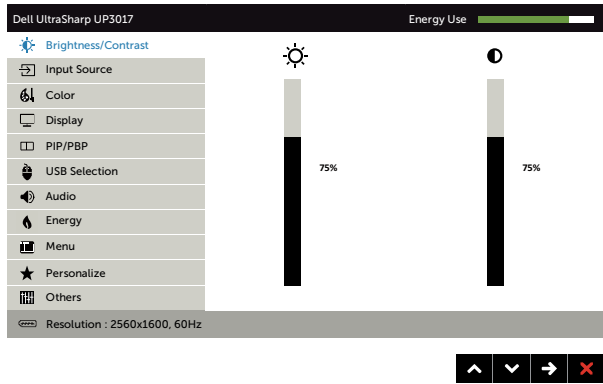 Dell UltraSharp UP3017 Energy Use
Brightness/Contrast
Input Source
Color
Display
PIP/PBP
USB Selection
75% 75%
Audio
Energy
Menu
Personalize
Others
Resolution : 2560x1600, 60Hz